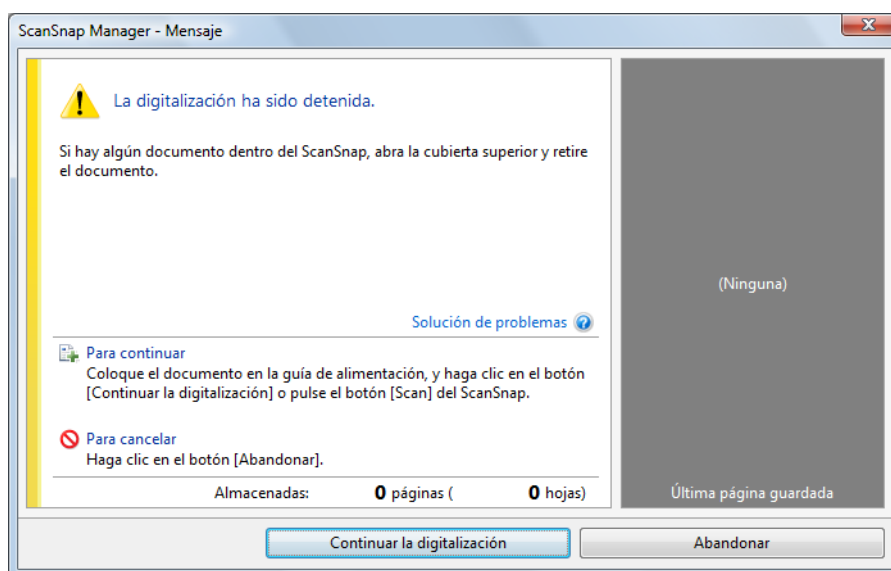 ScanSnap Manager - Mensaje
La digitalización ha sido detenida.
Si hay algún documento dentro del ScanSnap, abra la cubierta superior y retire
el documento.
(Ninguna)
Solución de problemas
Para continuar
Coloque el documento en la guía de alimentación, y haga clic en el botón
[Continuar la digitalización] o pulse el botón [Scan] del ScanSnap.
Para cancelar
Haga clic en el botón [Abandonar].
Almacenadas: 0 páginas ( 0 hojas)
Última página guardada
Continuar la digitalización
Abandonar